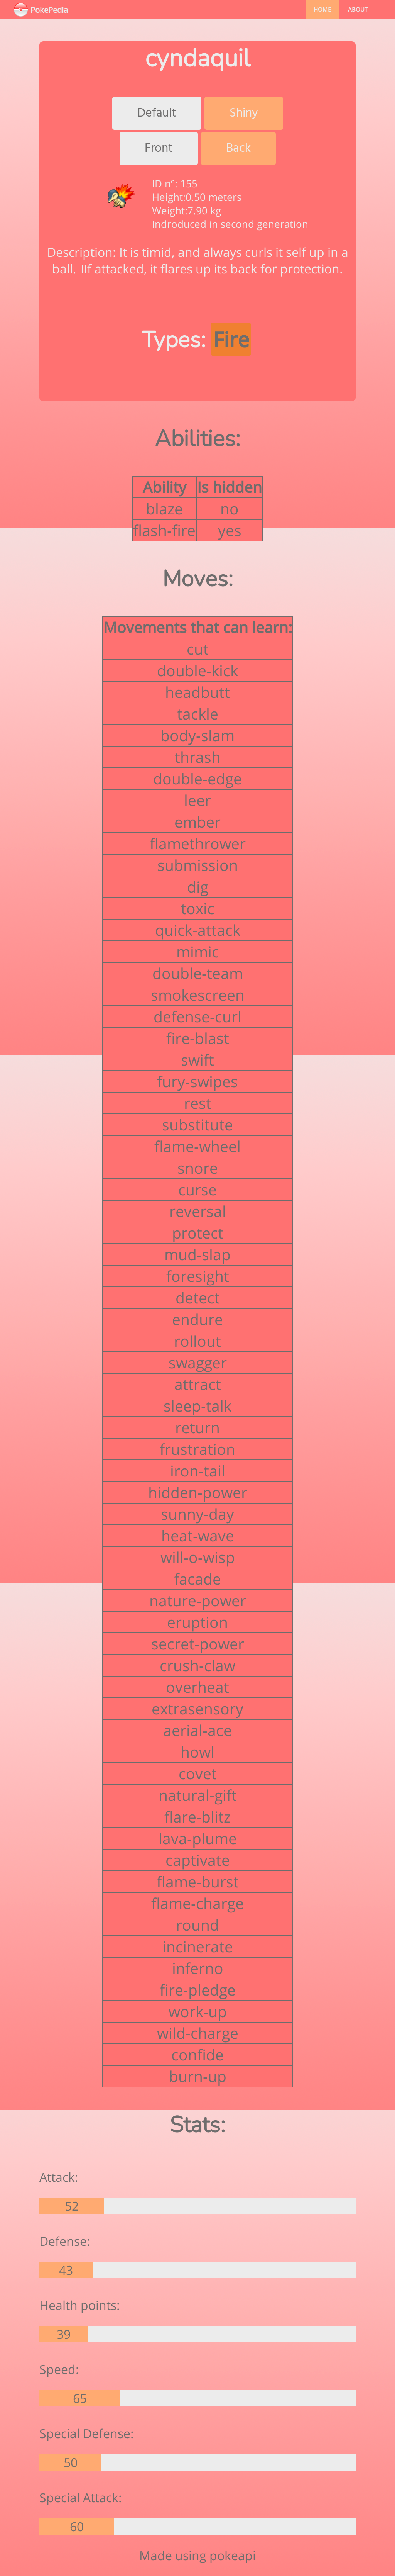 PokePedia
HOME
ABOUT
cyndaquil
Default
Shiny
Front
Back
ID nº: 155
Height:0.50 meters
Weight:7.90 kg
Indroduced in second generation
Description: It is timid, and always curls it self up in a
ball.▯If attacked, it flares up its back for protection.
Types: Fire
Abilities:
Ability Is hidden
blaze no
flash-fire yes
Moves:
Movements that can learn:
cut
double-kick
headbutt
tackle
body-slam
thrash
double-edge
leer
ember
flamethrower
submission
dig
toxic
quick-attack
mimic
double-team
smokescreen
defense-curl
fire-blast
swift
fury-swipes
rest
substitute
flame-wheel
snore
curse
reversal
protect
mud-slap
foresight
detect
endure
rollout
swagger
attract
sleep-talk
return
frustration
iron-tail
hidden-power
sunny-day
heat-wave
will-o-wisp
facade
nature-power
eruption
secret-power
crush-claw
overheat
extrasensory
aerial-ace
howl
covet
natural-gift
flare-blitz
lava-plume
captivate
flame-burst
flame-charge
round
incinerate
inferno
fire-pledge
work-up
wild-charge
confide
burn-up
Stats:
Attack:
52
Defense:
43
Health points:
39
Speed:
65
Special Defense:
50
Special Attack:
60
Made using pokeapi